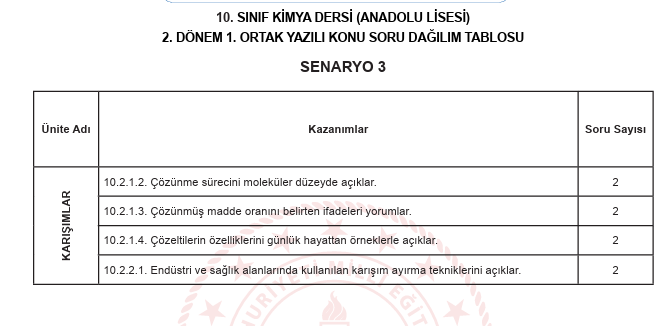 10. SINIF KİMYA DERSİ (ANADOLU LİSESİ)
2. DÖNEM 1. ORTAK YAZILI KONU SORU DAĞILIM TABLOSU
SENARYO 3
Ünite Adı Kazanımlar Soru Sayısı
KARIŞIMLAR
10.2.1.2. Çözünme sürecini moleküler düzeyde açıklar. 2
10.2.1.3. Çözünmüş madde oranını belirten ifadeleri yorumlar. 2
10.2.1.4. Çözeltilerin özelliklerini günlük hayattan örneklerle açıklar. 2
10.2.2.1. Endüstri ve sağlık alanlarında kullanılan karışım ayırma tekniklerini açıklar. 2